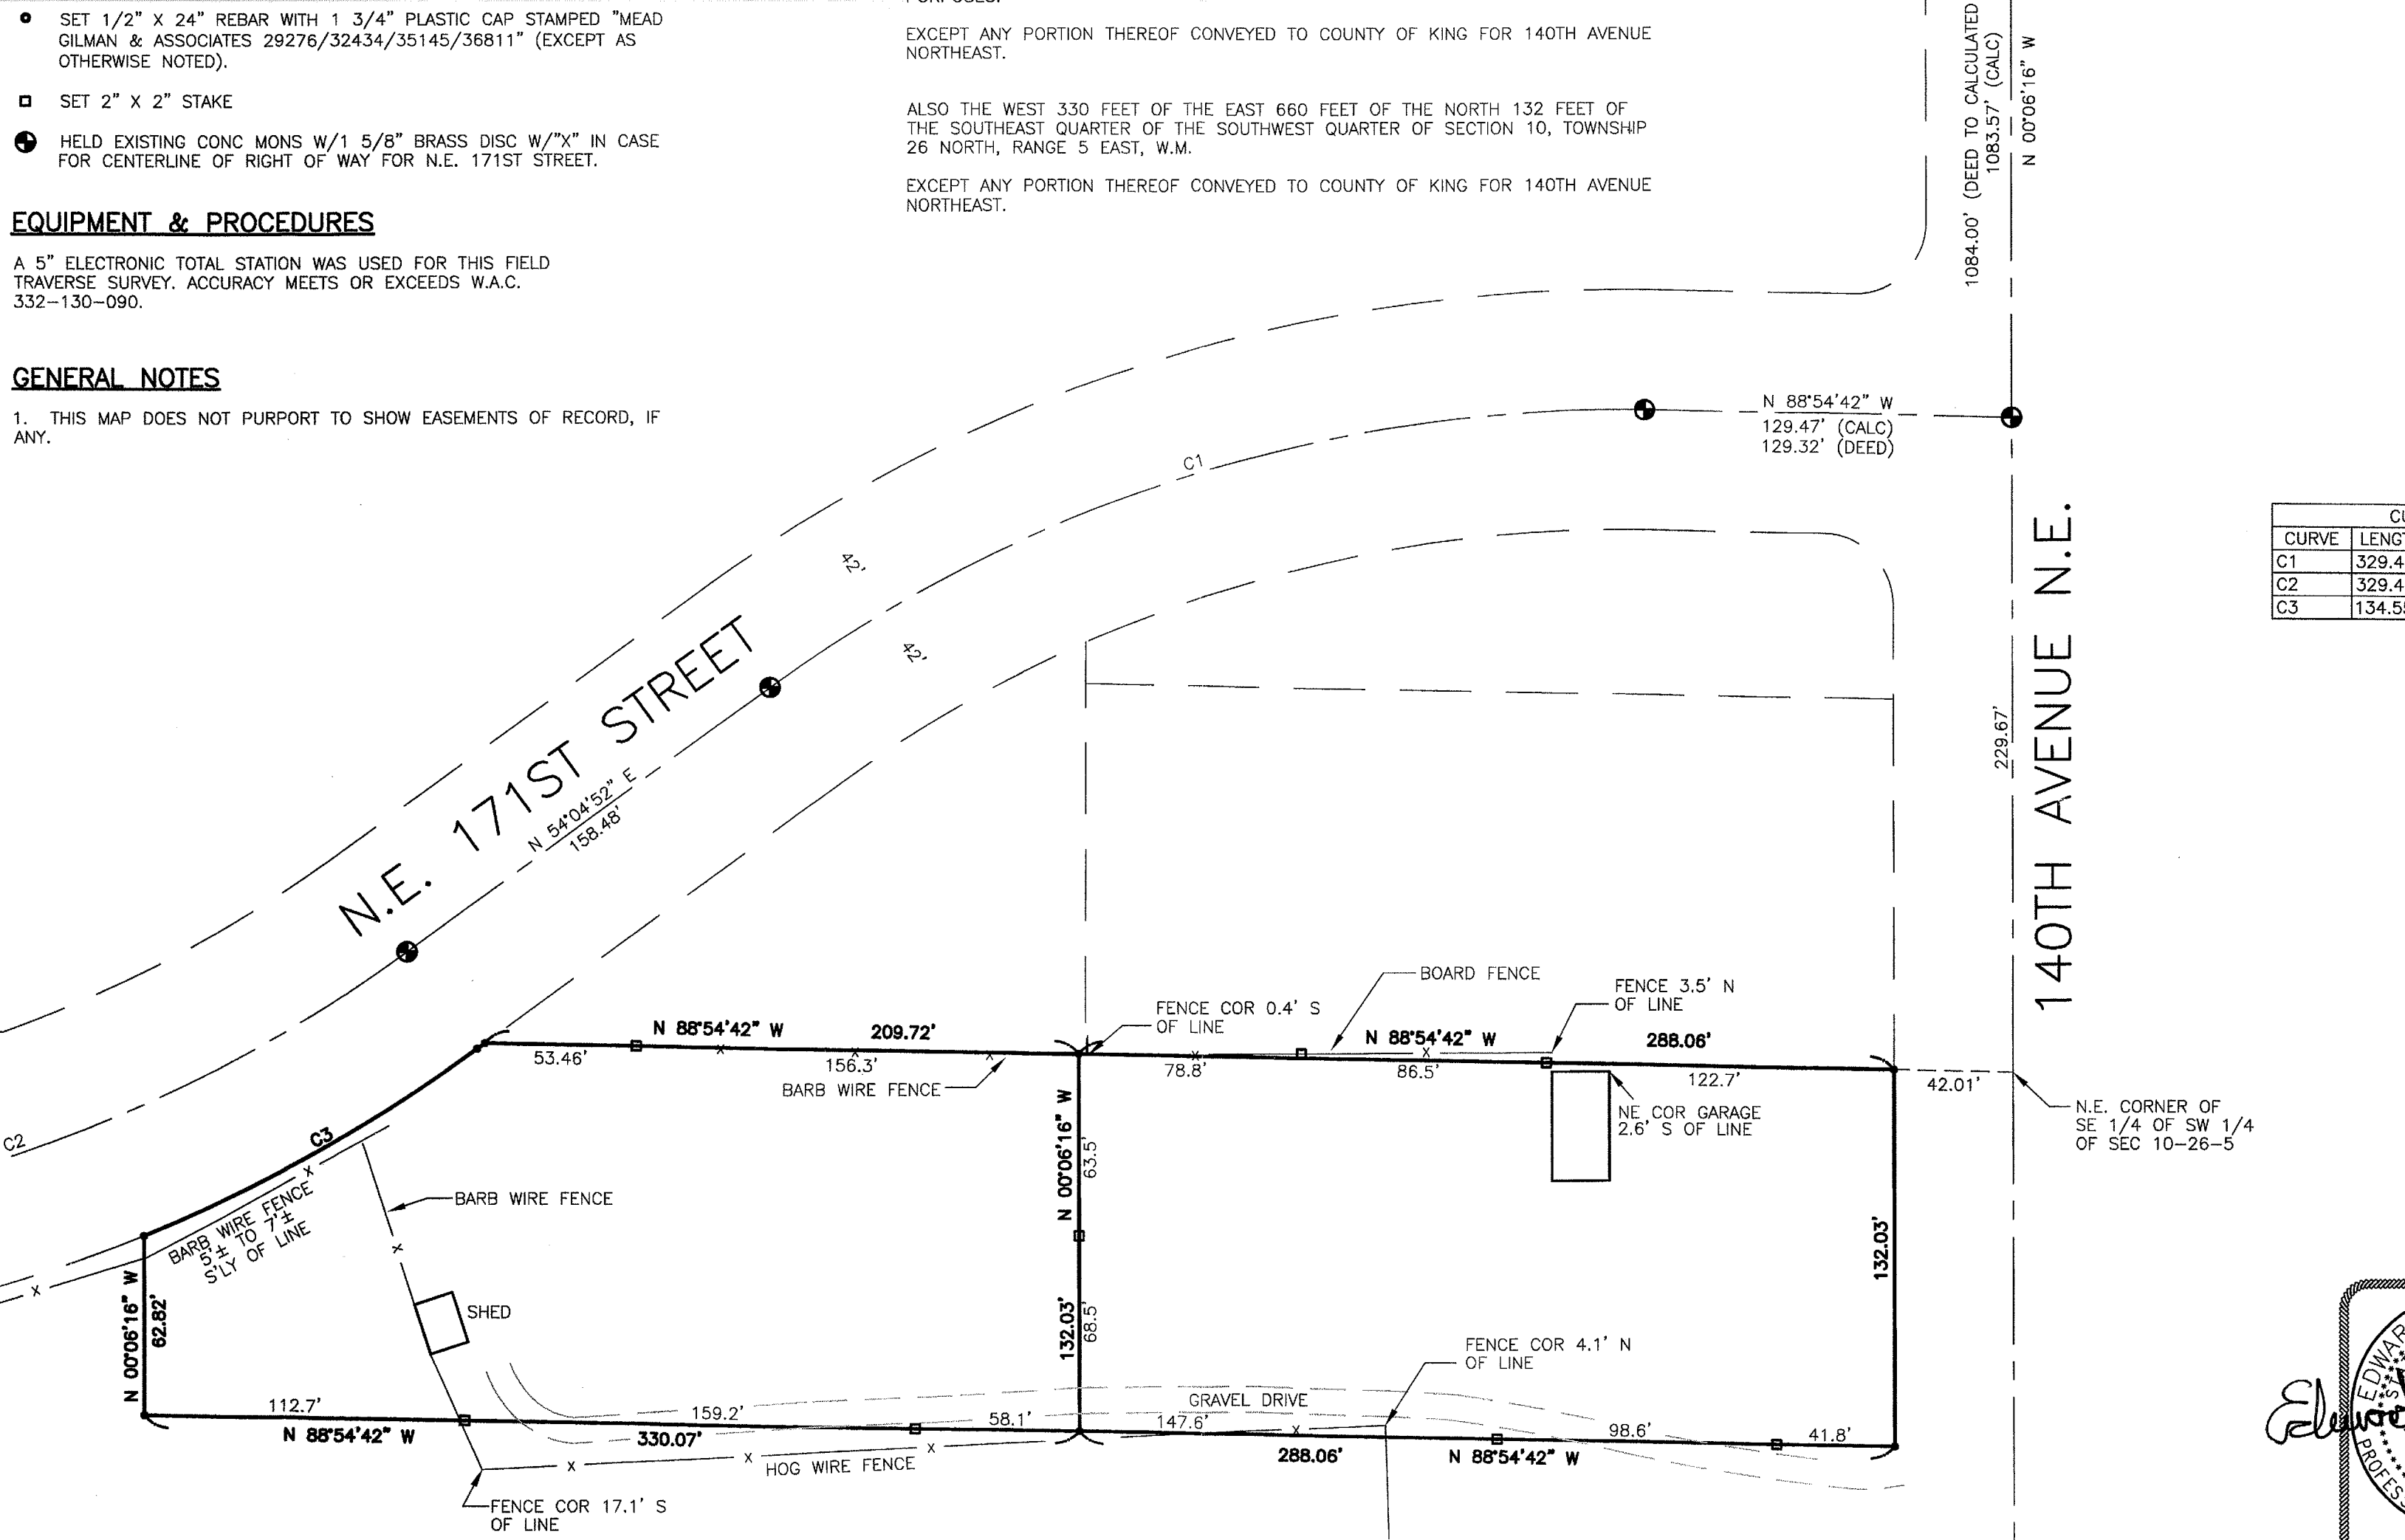 SET 1/2" X 24" REBAR WITH 1 3/4" PLASTIC CAP STAMPED "MEAD
GILMAN & ASSOCIATES 29276/32434/35145/36811" (EXCEPT AS
OTHERWISE NOTED).
SET 2" X 2" STAKE
HELD EXISTING CONC MONS W/1 5/8" BRASS DISC W/"X" IN CASE
FOR CENTERLINE OF RIGHT OF WAY FOR N.E. 171ST STREET.
EQUIPMENT & PROCEDURES
A 5" ELECTRONIC TOTAL STATION WAS USED FOR THIS FIELD
TRAVERSE SURVEY. ACCURACY MEETS OR EXCEEDS W.A.C.
332-130-090.
GENERAL NOTES
1. THIS MAP DOES NOT PURPORT TO SHOW EASEMENTS OF RECORD, IF
ANY.
EXCEPT ANY PORTION THEREOF CONVEYED TO COUNTY OF KING FOR 140TH AVENUE
NORTHEAST.
ALSO THE WEST 330 FEET OF THE EAST 660 FEET OF THE NORTH 132 FEET OF
THE SOUTHEAST QUARTER OF THE SOUTHWEST QUARTER OF SECTION 10, TOWNSHIP
26 NORTH, RANGE 5 EAST, W.M.
EXCEPT ANY PORTION THEREOF CONVEYED TO COUNTY OF KING FOR 140TH AVENUE
NORTHEAST.
1084.00' (DEED TO CALCULATED
1083.57' (CALC)
N 00°06'16" W
N 88°54'42" W
129.47' (CALC)
129.32' (DEED)
C1
42'
42'
CURVE LENGT
C1 329.4
C2 329.4
C3 134.55
N.E. 171ST STREET
N 54°04'52" E
158.48'
229.67'
140TH AVENUE N.E.
BOARD FENCE
FENCE 3.5' N
OF LINE
FENCE COR 0.4' S
OF LINE
N 88°54'42" W 209.72'
N 88°54'42" W 288.06'
53.46'
156.3'
78.8'
86.5'
122.7'
42.01'
BARB WIRE FENCE
NE COR GARAGE
2.6' S OF LINE
N.E. CORNER OF
SE 1/4 OF SW 1/4
OF SEC 10-26-5
C2
C3
BARB WIRE FENCE
5'± TO 7'±
S'LY OF LINE
BARB WIRE FENCE
N 00°06'16" W
63.5'
132.03'
68.5'
132.03'
N 00°06'16" W
62.82'
SHED
FENCE COR 4.1' N
OF LINE
GRAVEL DRIVE
112.7'
159.2'
58.1'
147.6'
98.6'
41.8'
N 88°54'42" W
330.07'
288.06'
N 88°54'42" W
HOG WIRE FENCE
FENCE COR 17.1' S
OF LINE
EDWAR
PROFES